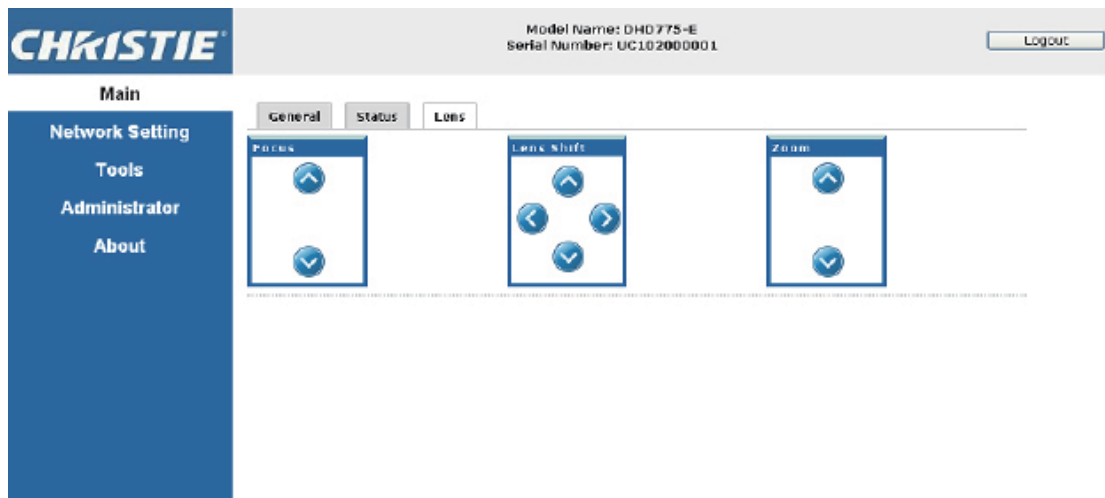 CHRISTIE
Model Name: DHD775-E
Serial Number: UC102000001
Logout
Main
Network Setting
Tools
Administrator
About
General
Status
Lens
Focus
Lens Shift
Zoom